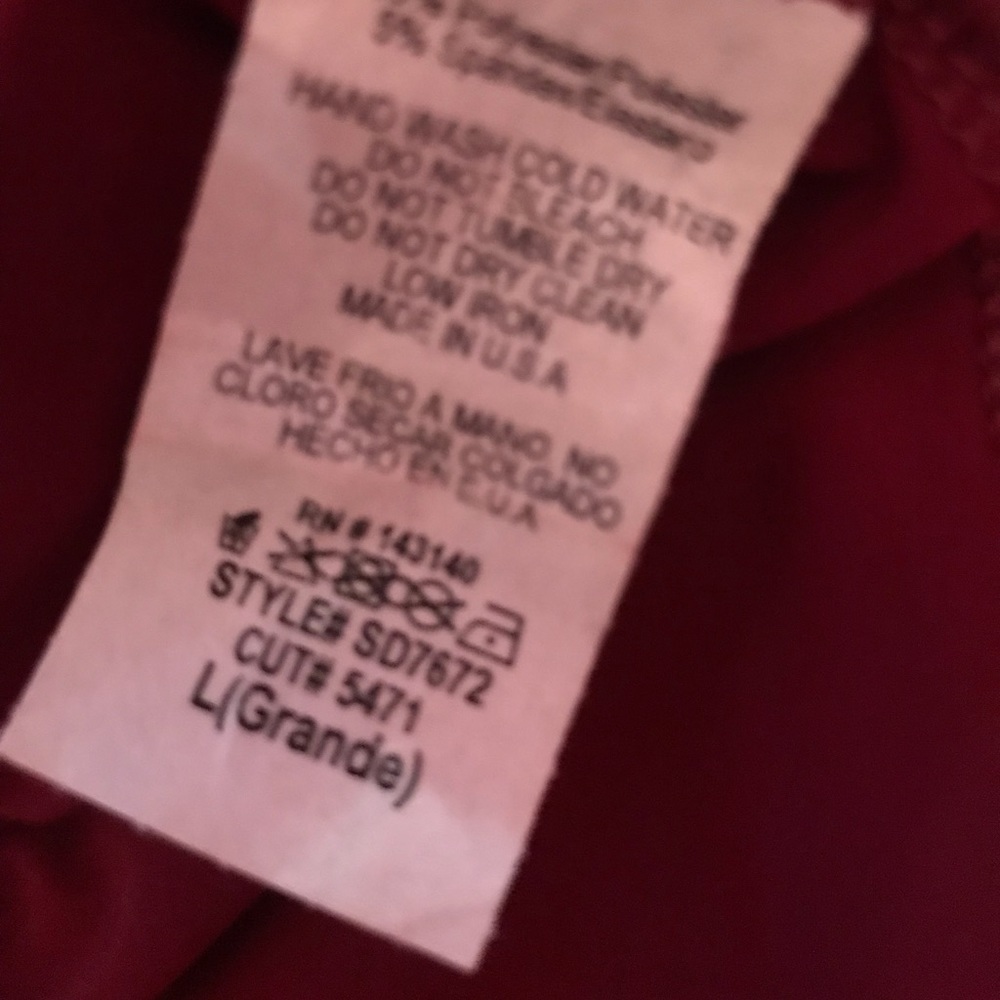 % Polyester/Poliester
5% Spandex/Elastano
HAND WASH COLD WATER
DO NOT BLEACH
DO NOT TUMBLE DRY
DO NOT DRY CLEAN
LOW IRON
MADE IN U.S.A
LAVE FRIO A MANO, NO
CLORO SECAR COLGADO
HECHO EN E.U.A
RN # 143140
STYLE# SD7672
CUT# 5471
L(Grande)